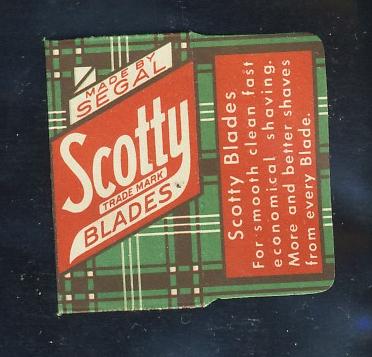 MADE BY
SEGAL
Scotty
TRADE MARK
BLADES
Scotty Blades
For smooth clean fast
economical shaving.
More and better shaves
from every Blade.